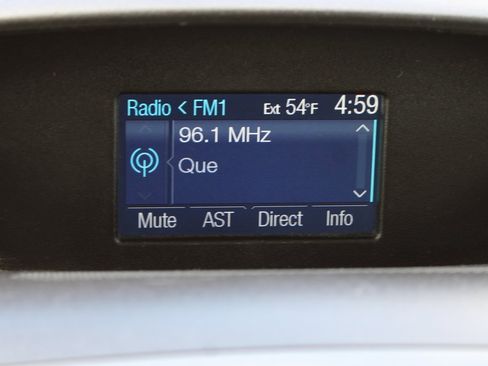 Radio < FM1 Ext 54°F 4:59
96.1 MHz
Que
Mute AST Direct Info